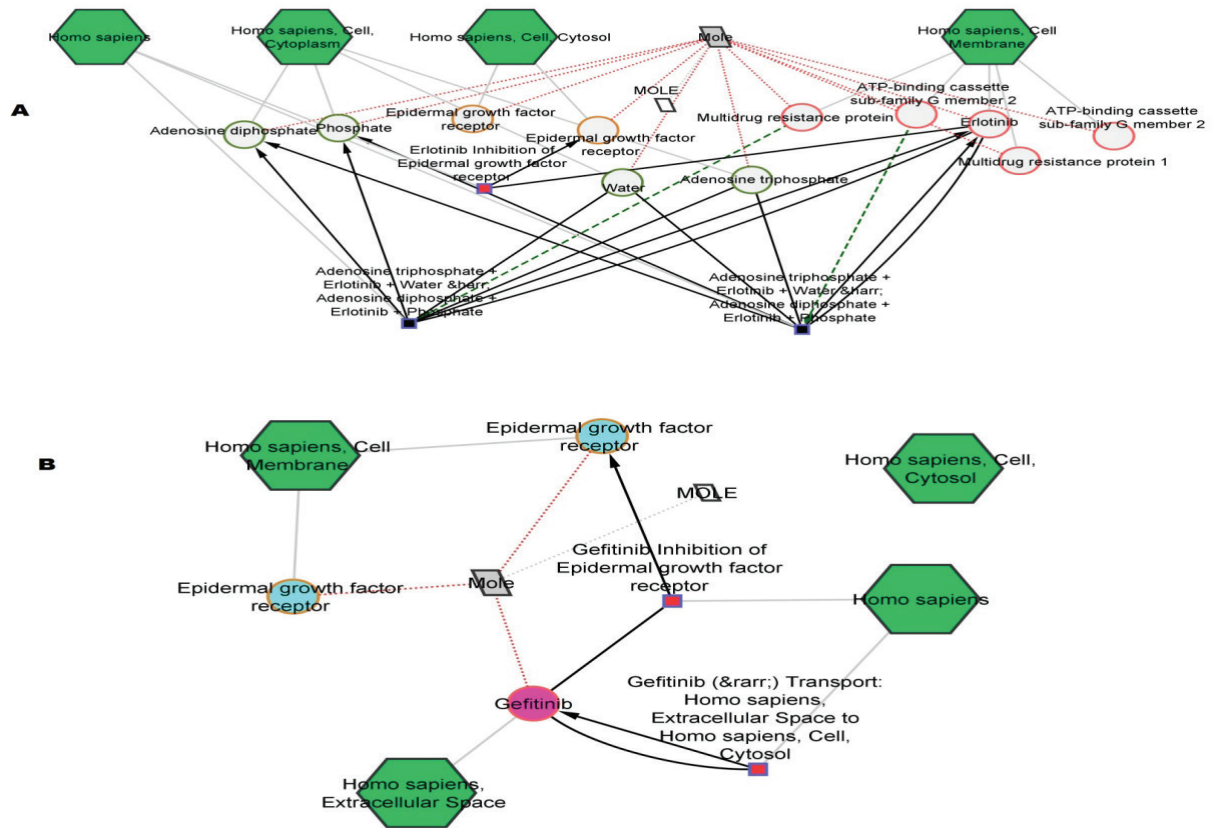 Homo sapiens
Homo sapiens, Cell,
Cytoplasm
Homo sapiens, Cell, Cytosol
Mole
Homo sapiens, Cell
Membrane
A
MOLE
Adenosine diphosphate
Phosphate
Epidermal growth factor
receptor
Epidermal growth factor
receptor
Multidrug resistance protein
ATP-binding cassette
sub-family G member 2
Erlotinib
ATP-binding cassette
sub-family G member 2
Multidrug resistance protein 1
Erlotinib Inhibition of
Epidermal growth factor
receptor
Water
Adenosine triphosphate
Adenosine triphosphate +
Erlotinib + Water &harr;
Adenosine diphosphate +
Erlotinib + Phosphate
Adenosine triphosphate +
Erlotinib + Water &harr;
Adenosine diphosphate +
Erlotinib + Phosphate
B
Homo sapiens, Cell
Membrane
Epidermal growth factor
receptor
Homo sapiens, Cell,
Cytosol
MOLE
Gefitinib Inhibition of
Epidermal growth factor
receptor
Mole
Epidermal growth factor
receptor
Homo sapiens
Gefitinib
Gefitinib (&rarr;) Transport:
Homo sapiens,
Extracellular Space to
Homo sapiens, Cell,
Cytosol
Homo sapiens,
Extracellular Space